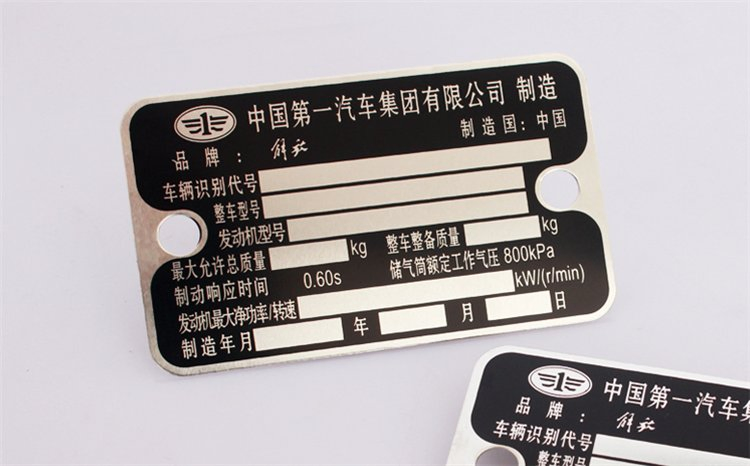 中国第一汽车集团有限公司 制造
品牌： 解放 制造国：中国
车辆识别代号
整车型号
发动机型号
最大允许总质量 kg 整车整备质量 kg
制动响应时间 0.60s 储气筒额定工作气压 800kPa
发动机最大净功率/转速 kW/(r/min)
制造年月 年 月 日
中国第一汽车集
品牌： 解放
车辆识别代号
整车型号